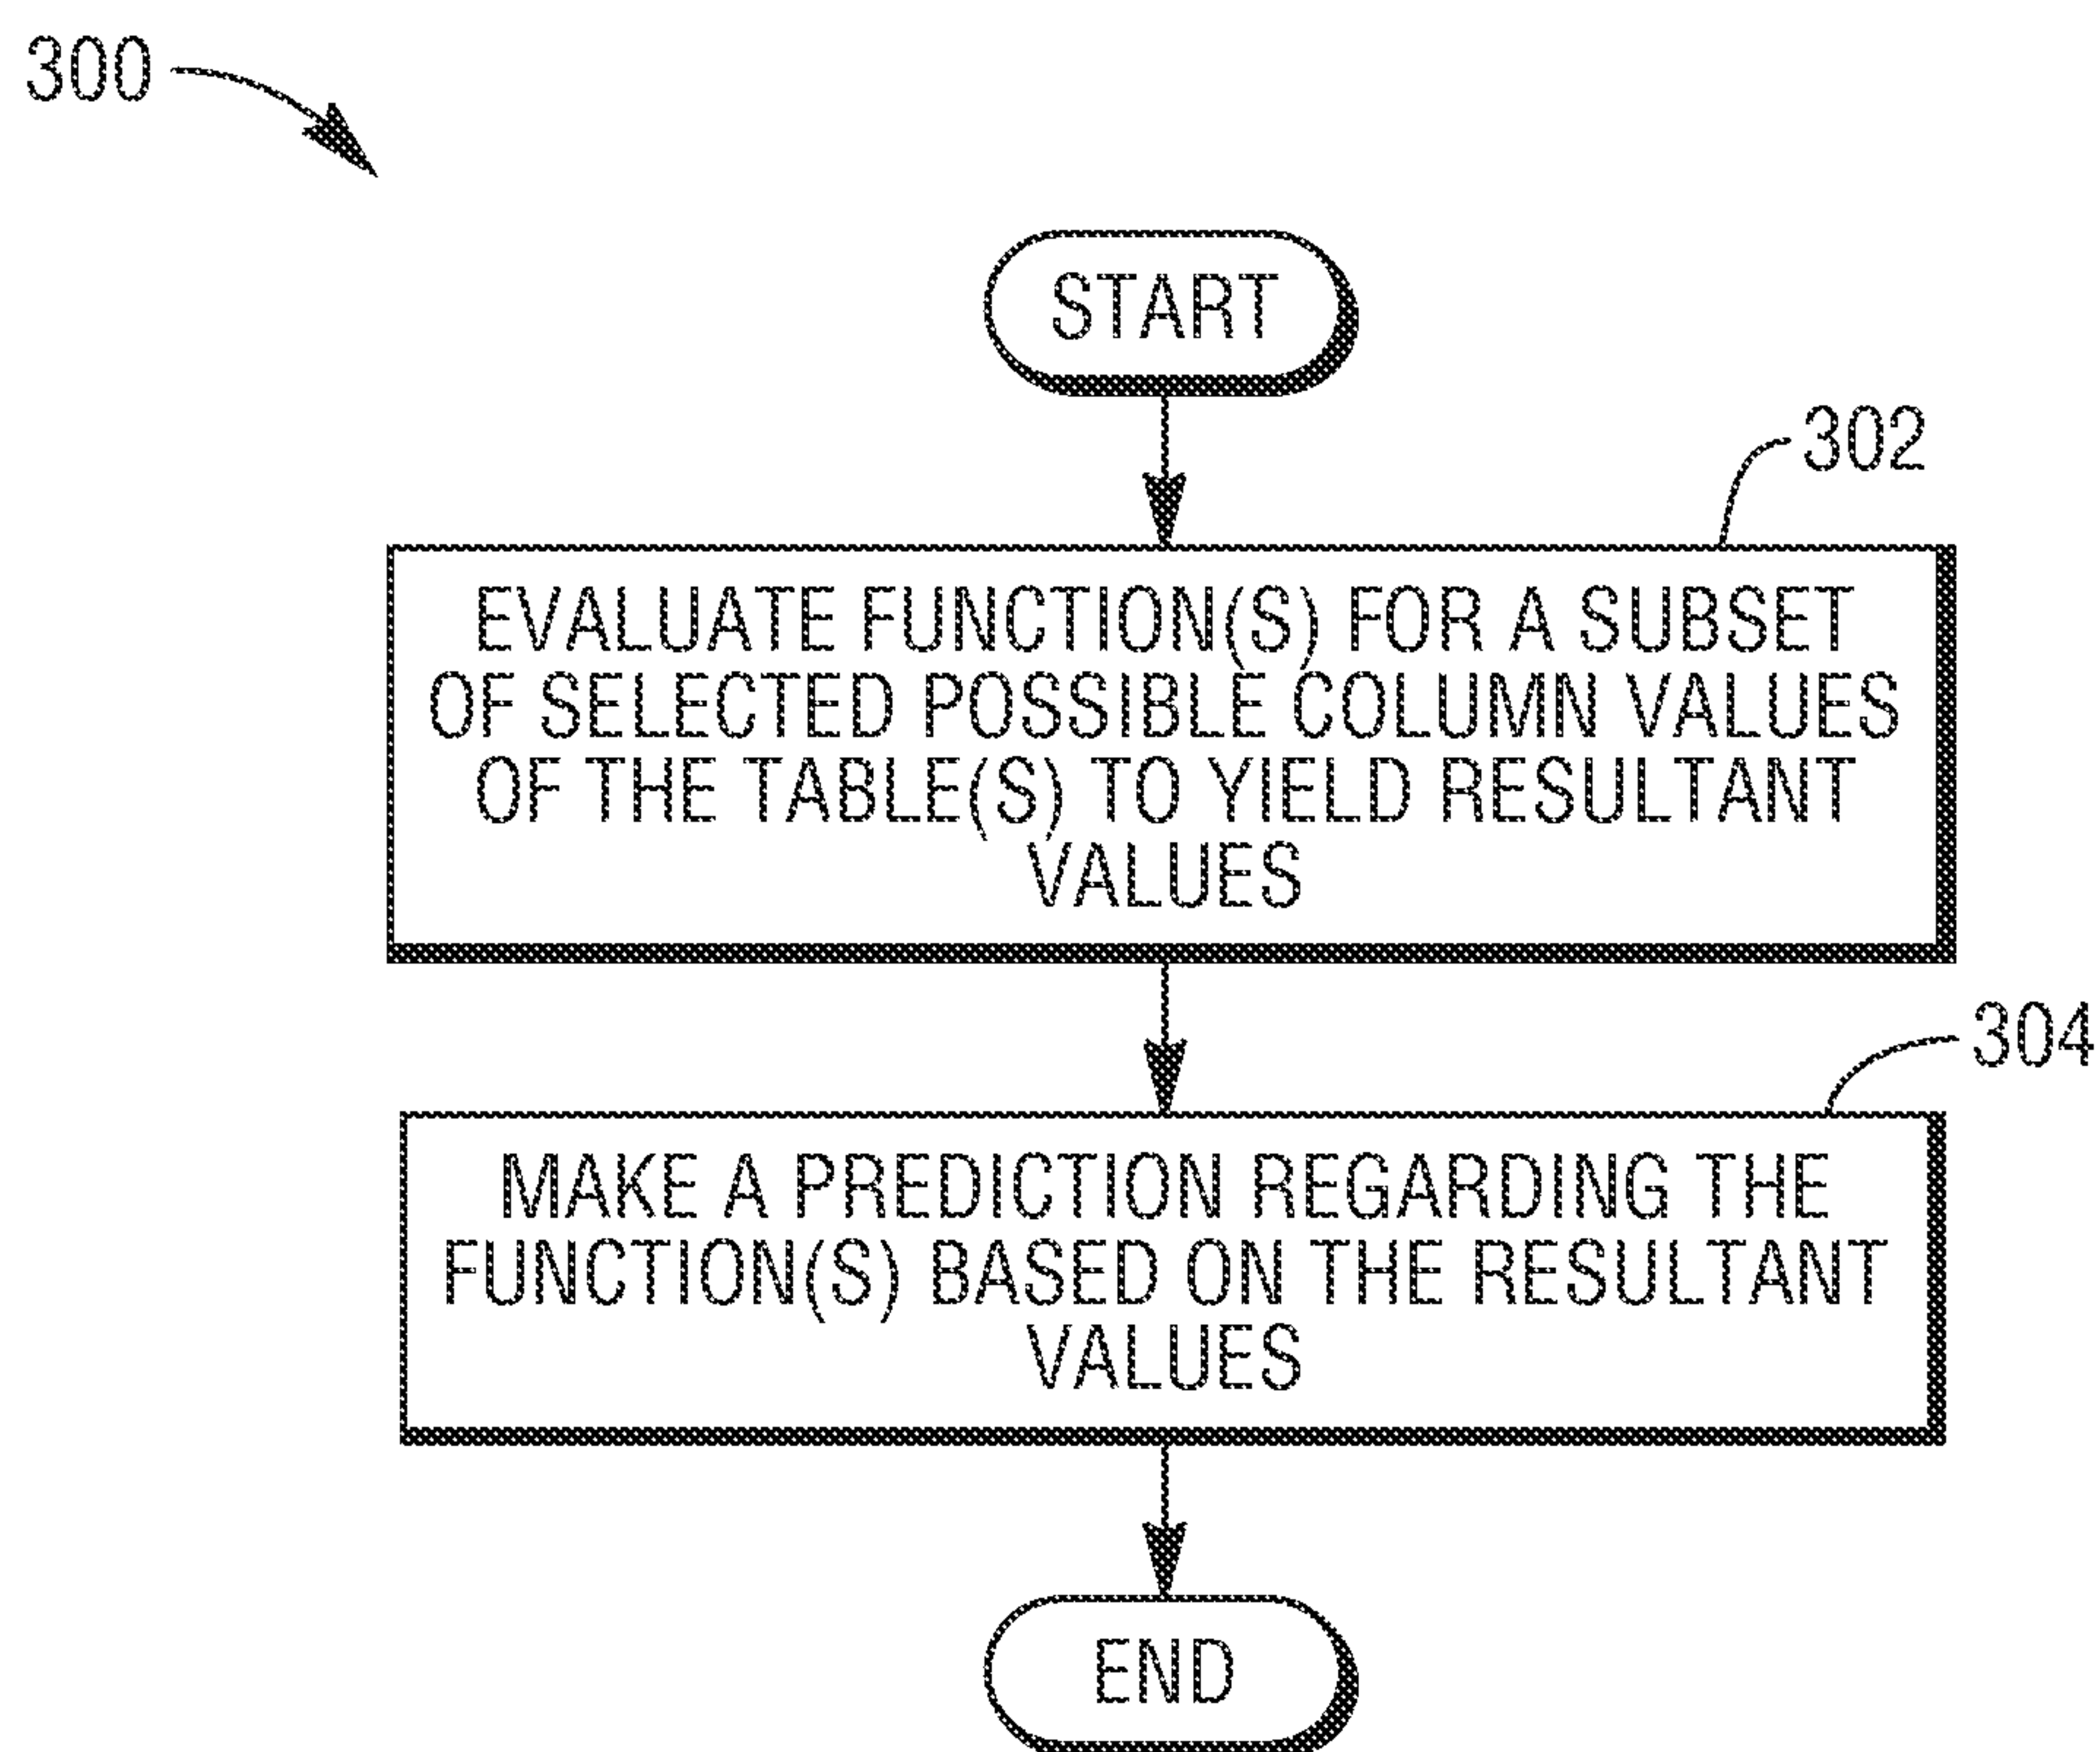 300
START
302
EVALUATE FUNCTION(S) FOR A SUBSET
OF SELECTED POSSIBLE COLUMN VALUES
OF THE TABLE(S) TO YIELD RESULTANT
VALUES
304
MAKE A PREDICTION REGARDING THE
FUNCTION(S) BASED ON THE RESULTANT
VALUES
END